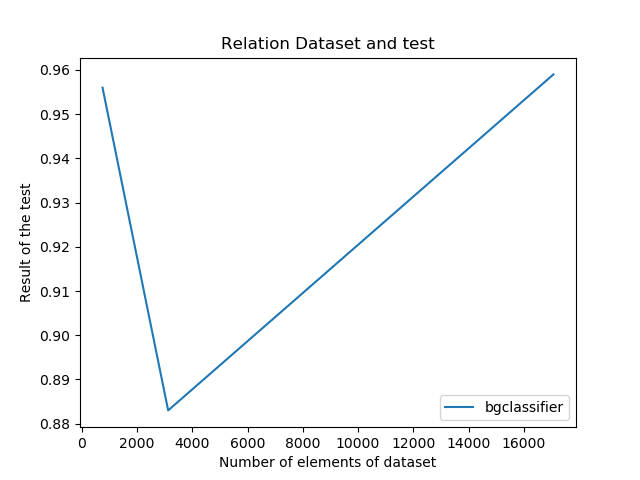 Relation Dataset and test
Result of the test
0.96
0.95
0.94
0.93
0.92
0.91
0.90
0.89
0.88
bgclassifier
0 2000 4000 6000 8000 10000 12000 14000 16000
Number of elements of dataset